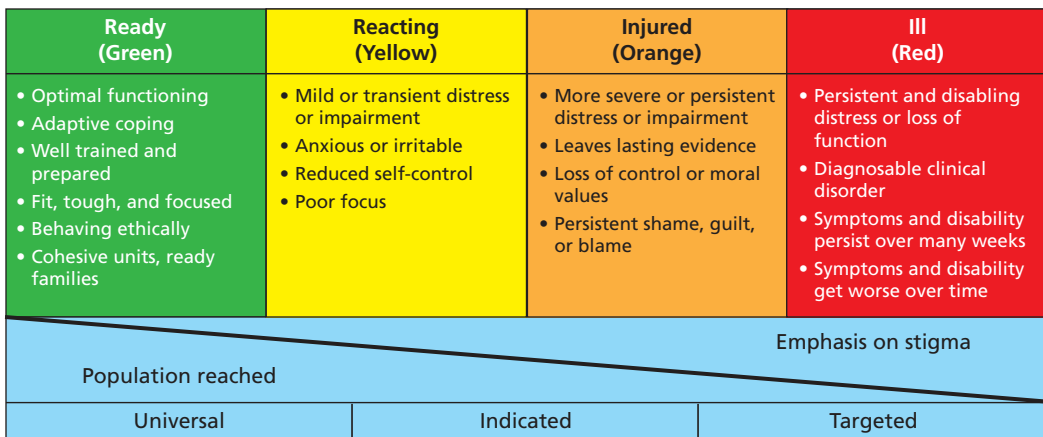 Ready
(Green)
Reacting
(Yellow)
Injured
(Orange)
Ill
(Red)
• Optimal functioning
• Adaptive coping
• Well trained and
prepared
• Fit, tough, and focused
• Behaving ethically
• Cohesive units, ready
families
• Mild or transient distress
or impairment
• Anxious or irritable
• Reduced self-control
• Poor focus
• More severe or persistent
distress or impairment
• Leaves lasting evidence
• Loss of control or moral
values
• Persistent shame, guilt,
or blame
• Persistent and disabling
distress or loss of
function
• Diagnosable clinical
disorder
• Symptoms and disability
persist over many weeks
• Symptoms and disability
get worse over time
Emphasis on stigma
Population reached
Universal
Indicated
Targeted